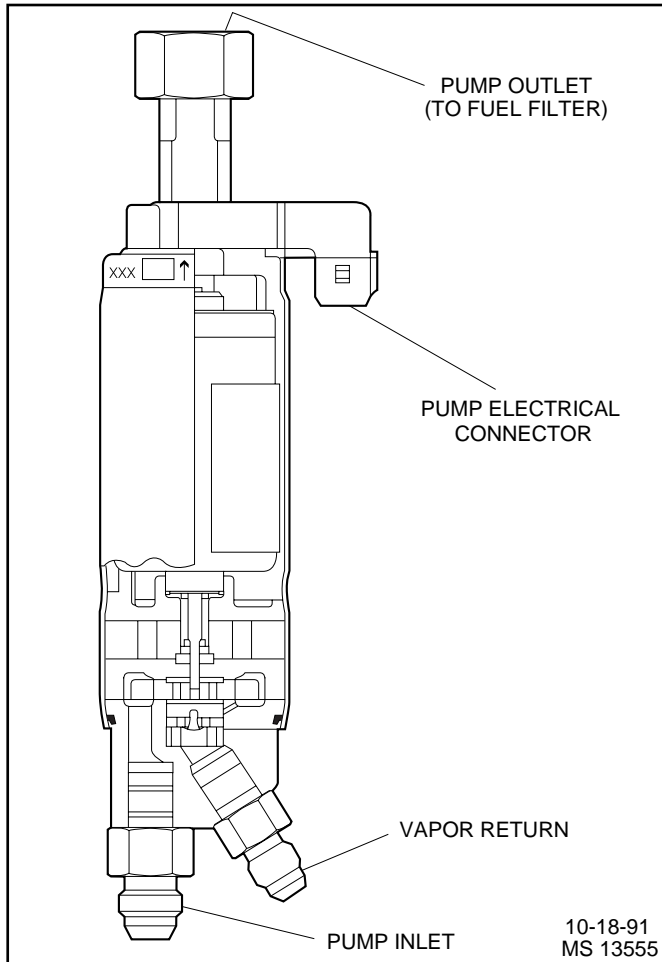 PUMP OUTLET
(TO FUEL FILTER)
XXX
PUMP ELECTRICAL
CONNECTOR
VAPOR RETURN
PUMP INLET
10-18-91
MS 13555